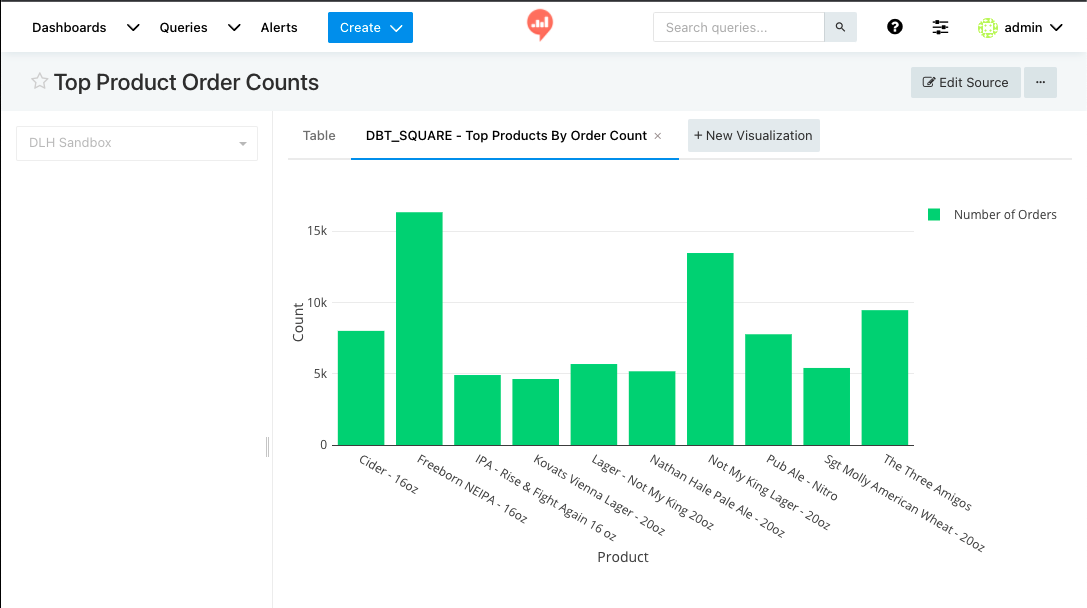 Dashboards Queries Alerts Create Search queries... admin
Top Product Order Counts Edit Source ...
DLH Sandbox
Table DBT_SQUARE - Top Products By Order Count × + New Visualization
Number of Orders
15k
10k
5k
0
Count
Cider - 16oz
Freeborn NEIPA - 16oz
IPA - Rise & Fight Again 16 oz
Kovats Vienna Lager - 20oz
Lager - Not My King 20oz
Nathan Hale Pale Ale - 20oz
Not My King Lager - 20oz
Pub Ale - Nitro
Sgt Molly American Wheat - 20oz
The Three Amigos
Product